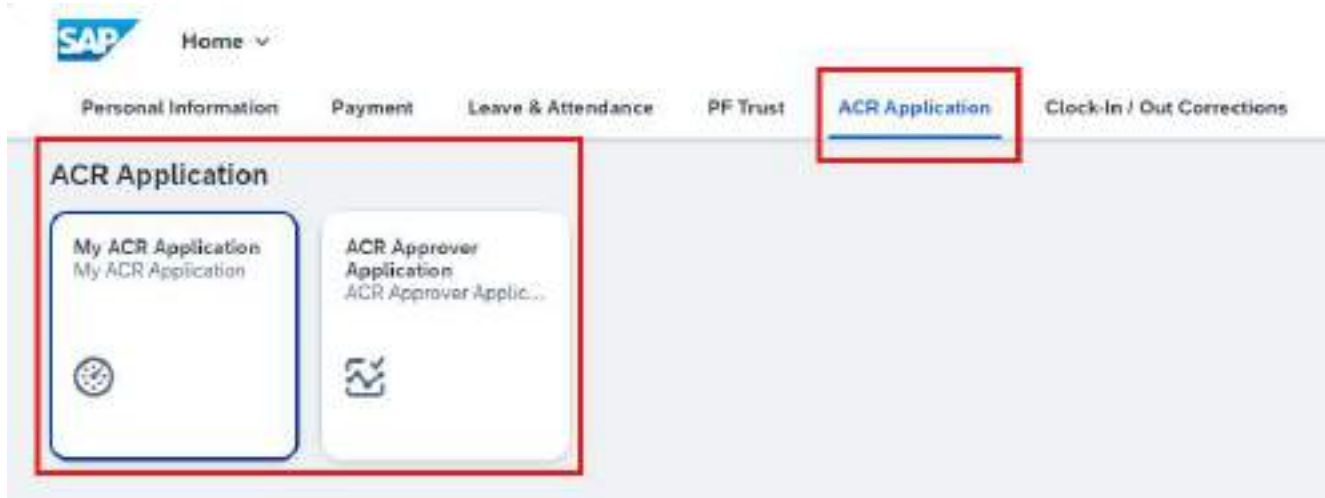 SAP Home
Personal Information Payment Leave & Attendance PF Trust ACR Application Clock-In / Out Corrections
ACR Application
My ACR Application
My ACR Application
ACR Approver
Application
ACR Approver Applic...